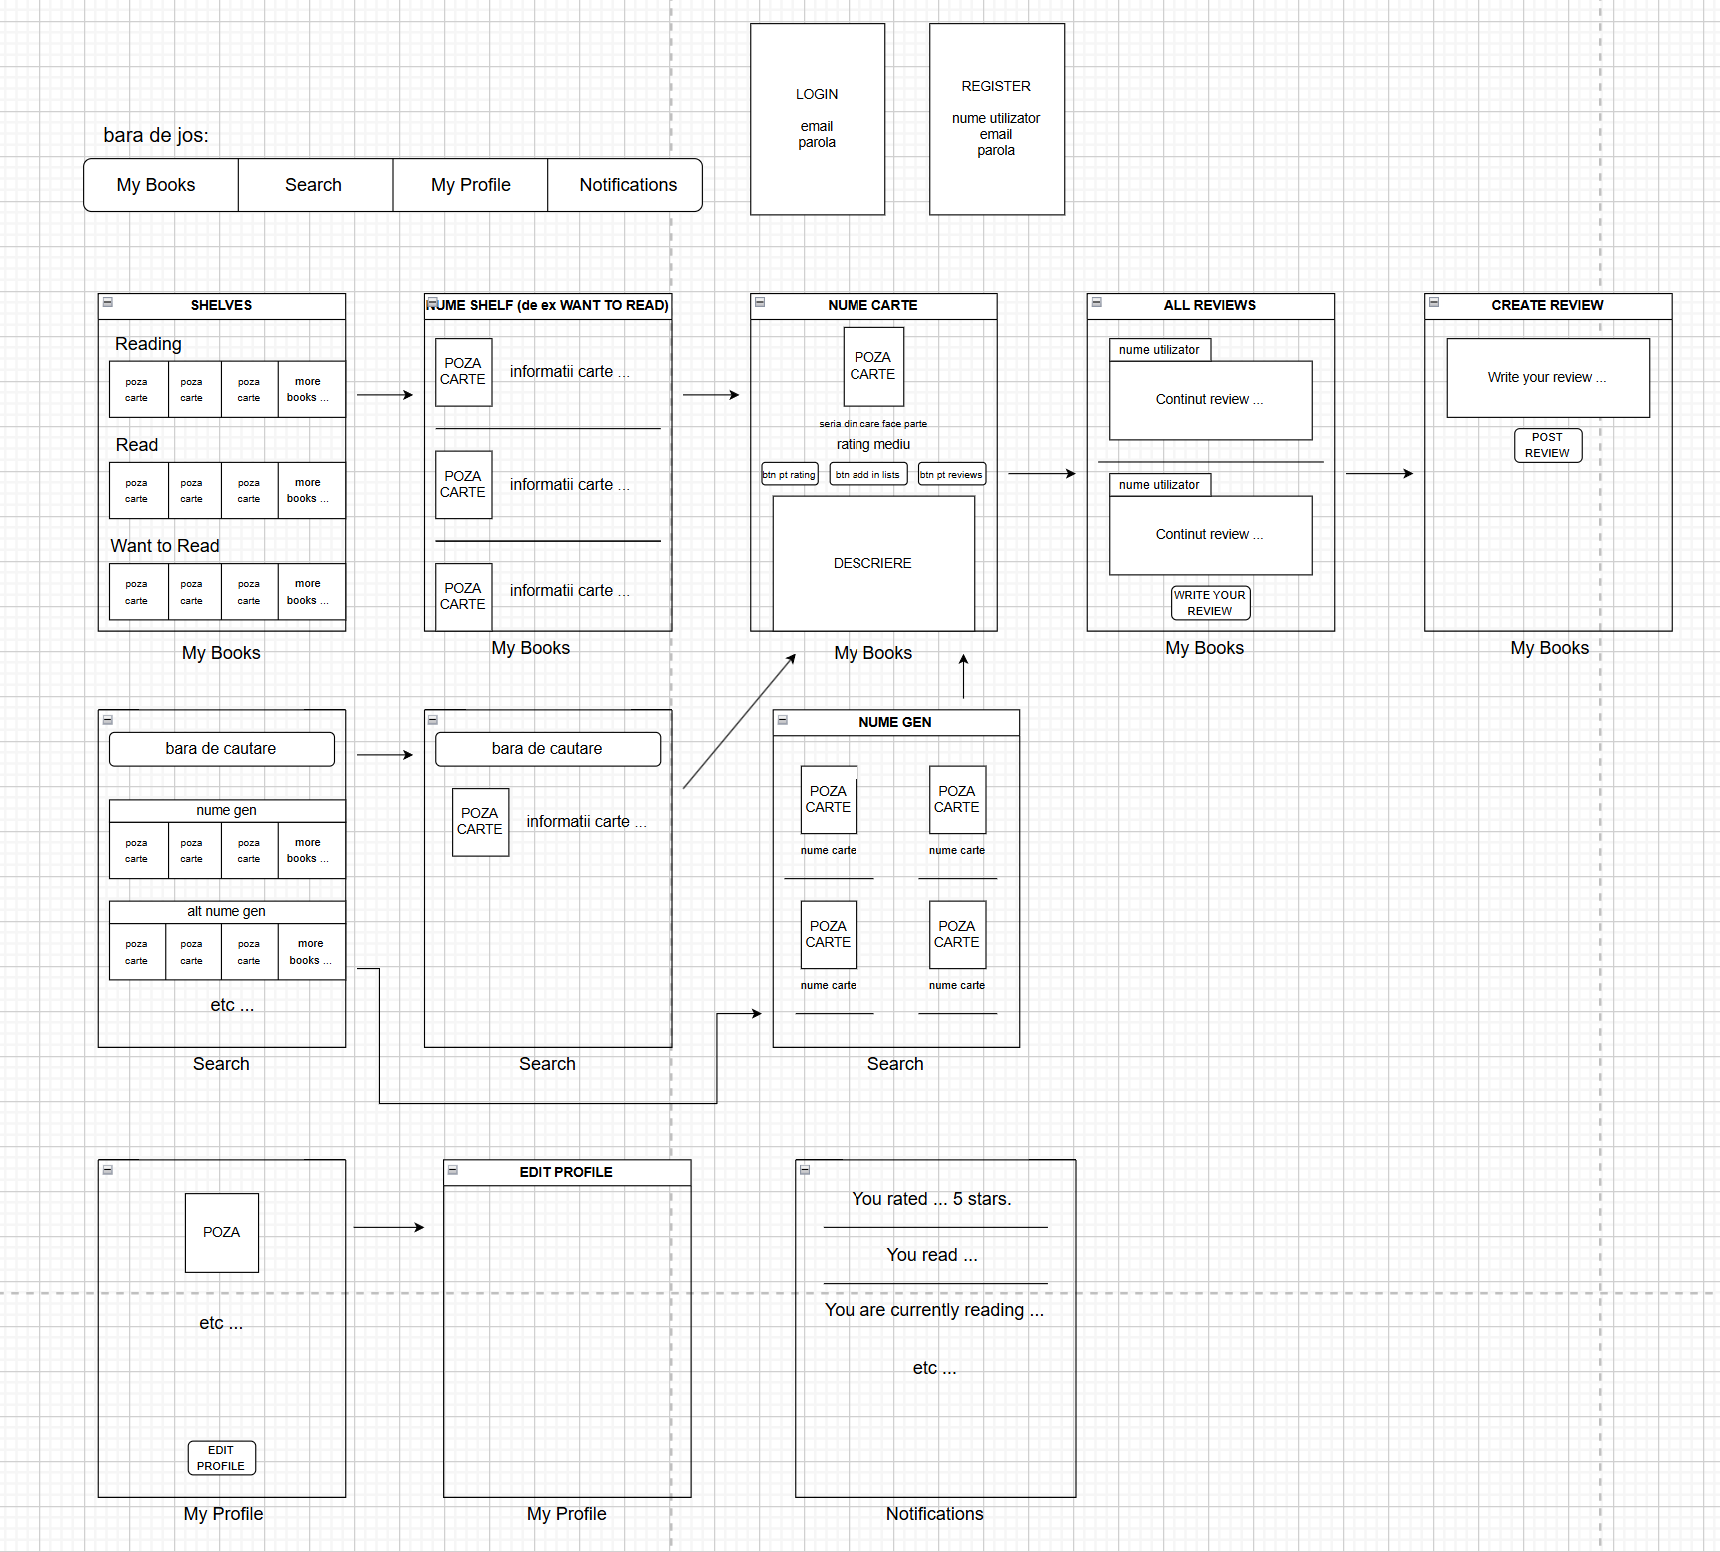 LOGIN
email
parola
REGISTER
nume utilizator
email
parola
bara de jos:
My Books
Search
My Profile
Notifications
SHELVES
Reading
poza
carte
poza
carte
poza
carte
more
books ...
Read
poza
carte
poza
carte
poza
carte
more
books ...
Want to Read
poza
carte
poza
carte
poza
carte
more
books ...
My Books
NUME SHELF (de ex WANT TO READ)
POZA
CARTE
informatii carte ...
POZA
CARTE
informatii carte ...
POZA
CARTE
informatii carte ...
My Books
NUME CARTE
POZA
CARTE
seria din care face parte
rating mediu
btn pt rating
btn add in lists
btn pt reviews
DESCRIERE
My Books
ALL REVIEWS
nume utilizator
Continut review ...
nume utilizator
Continut review ...
WRITE YOUR
REVIEW
My Books
CREATE REVIEW
Write your review ...
POST
REVIEW
My Books
bara de cautare
nume gen
poza
carte
poza
carte
poza
carte
more
books ...
alt nume gen
poza
carte
poza
carte
poza
carte
more
books ...
etc ...
Search
bara de cautare
POZA
CARTE
informatii carte ...
Search
NUME GEN
POZA
CARTE
nume carte
POZA
CARTE
nume carte
POZA
CARTE
nume carte
POZA
CARTE
nume carte
Search
POZA
etc ...
EDIT
PROFILE
My Profile
EDIT PROFILE
My Profile
You rated ... 5 stars.
You read ...
You are currently reading ...
etc ...
Notifications